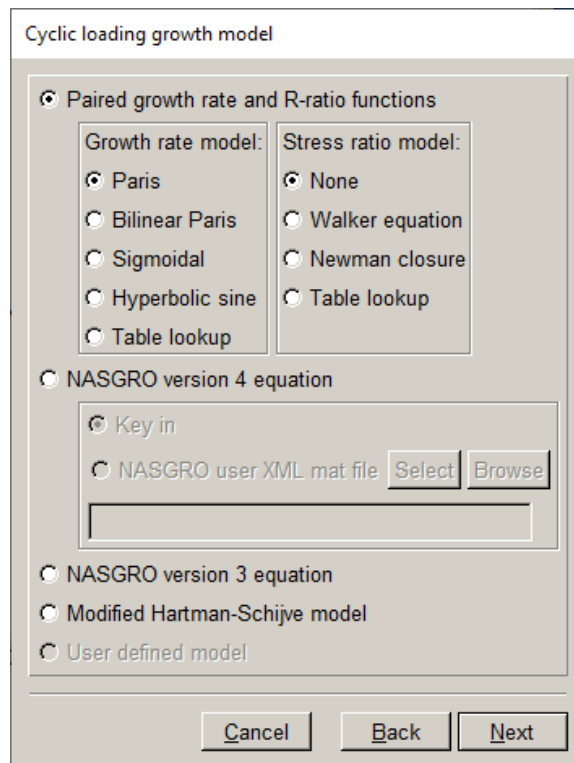 Cyclic loading growth model
Paired growth rate and R-ratio functions
Growth rate model:
Paris
Bilinear Paris
Sigmoidal
Hyperbolic sine
Table lookup
Stress ratio model:
None
Walker equation
Newman closure
Table lookup
NASGRO version 4 equation
Key in
NASGRO user XML mat file Select Browse
NASGRO version 3 equation
Modified Hartman-Schijve model
User defined model
Cancel Back Next